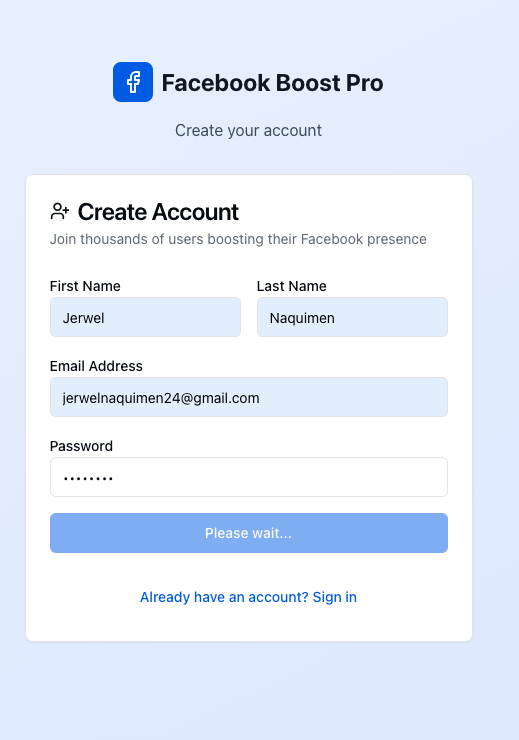 Facebook Boost Pro
Create your account
Create Account
Join thousands of users boosting their Facebook presence
First Name Last Name
Jerwel Naquimen
Email Address
jerwelnaquimen24@gmail.com
Password
••••••••
Please wait...
Already have an account? Sign in